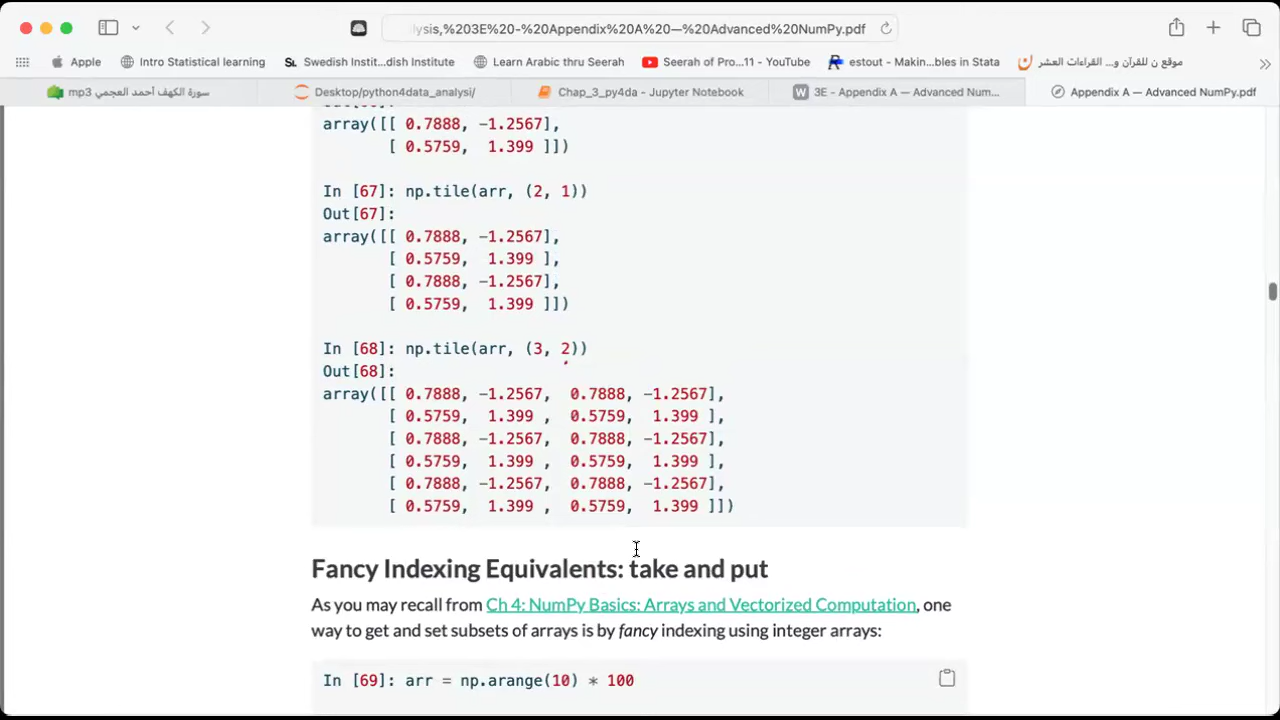 lysis,%203E%20-%20Appendix%20A%20—%20Advanced%20NumPy.pdf
Apple
Intro Statistical learning
Swedish Instit...dish Institute
Learn Arabic thru Seerah
Seerah of Pro...11 - YouTube
estout - Makin...bles in Stata
موقع ن للقرآن و... القراءات العشر
سورة الكهف أحمد العجمي mp3
Desktop/python4data_analysi/
Chap_3_py4da - Jupyter Notebook
3E - Appendix A — Advanced Num...
Appendix A — Advanced NumPy.pdf
array([[ 0.7888, -1.2567],
[ 0.5759, 1.399 ]])
In [67]: np.tile(arr, (2, 1))
Out[67]:
array([[ 0.7888, -1.2567],
[ 0.5759, 1.399 ],
[ 0.7888, -1.2567],
[ 0.5759, 1.399 ]])
In [68]: np.tile(arr, (3, 2))
Out[68]:
array([[ 0.7888, -1.2567, 0.7888, -1.2567],
[ 0.5759, 1.399 , 0.5759, 1.399 ],
[ 0.7888, -1.2567, 0.7888, -1.2567],
[ 0.5759, 1.399 , 0.5759, 1.399 ],
[ 0.7888, -1.2567, 0.7888, -1.2567],
[ 0.5759, 1.399 , 0.5759, 1.399 ]])
Fancy Indexing Equivalents: take and put
As you may recall from Ch 4: NumPy Basics: Arrays and Vectorized Computation, one
way to get and set subsets of arrays is by fancy indexing using integer arrays:
In [69]: arr = np.arange(10) * 100